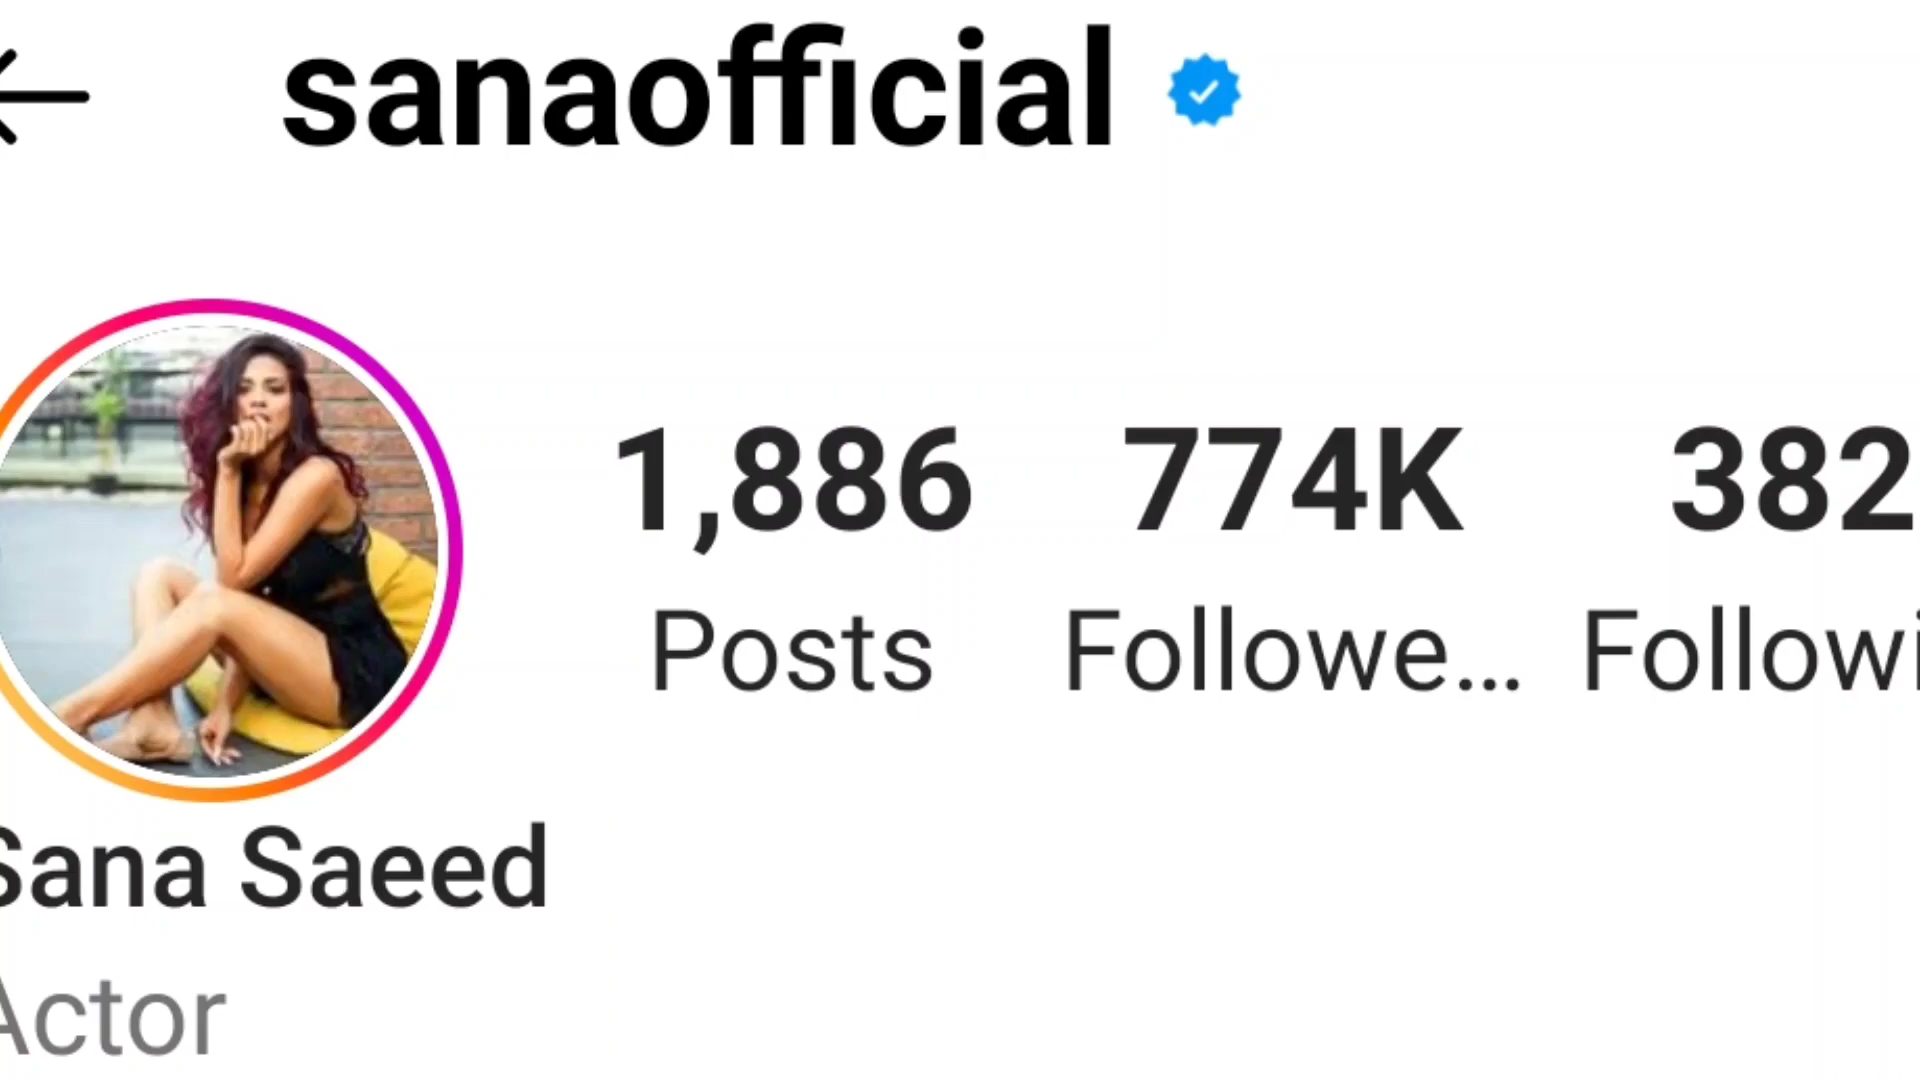 sanaofficial
1,886 774K 382
Posts Followe... Followi
Sana Saeed
Actor